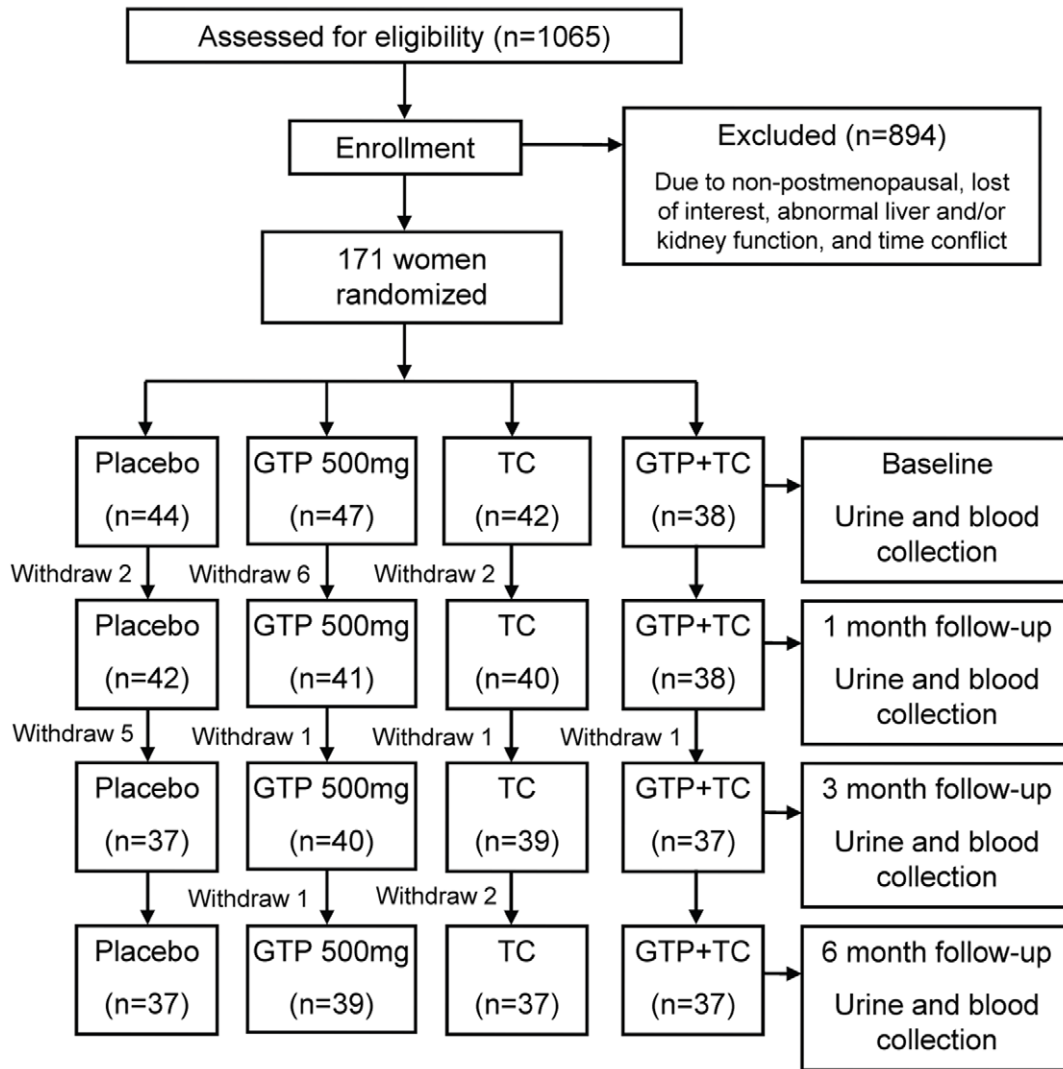 Assessed for eligibility (n=1065)
Enrollment
Excluded (n=894)
Due to non-postmenopausal, lost
of interest, abnormal liver and/or
kidney function, and time conflict
171 women
randomized
Placebo
(n=44)
GTP 500mg
(n=47)
TC
(n=42)
GTP+TC
(n=38)
Baseline
Urine and blood
collection
Withdraw 2
Withdraw 6
Withdraw 2
Placebo
(n=42)
GTP 500mg
(n=41)
TC
(n=40)
GTP+TC
(n=38)
1 month follow-up
Urine and blood
collection
Withdraw 5
Withdraw 1
Withdraw 1
Withdraw 1
Placebo
(n=37)
GTP 500mg
(n=40)
TC
(n=39)
GTP+TC
(n=37)
3 month follow-up
Urine and blood
collection
Withdraw 1
Withdraw 2
Placebo
(n=37)
GTP 500mg
(n=39)
TC
(n=37)
GTP+TC
(n=37)
6 month follow-up
Urine and blood
collection